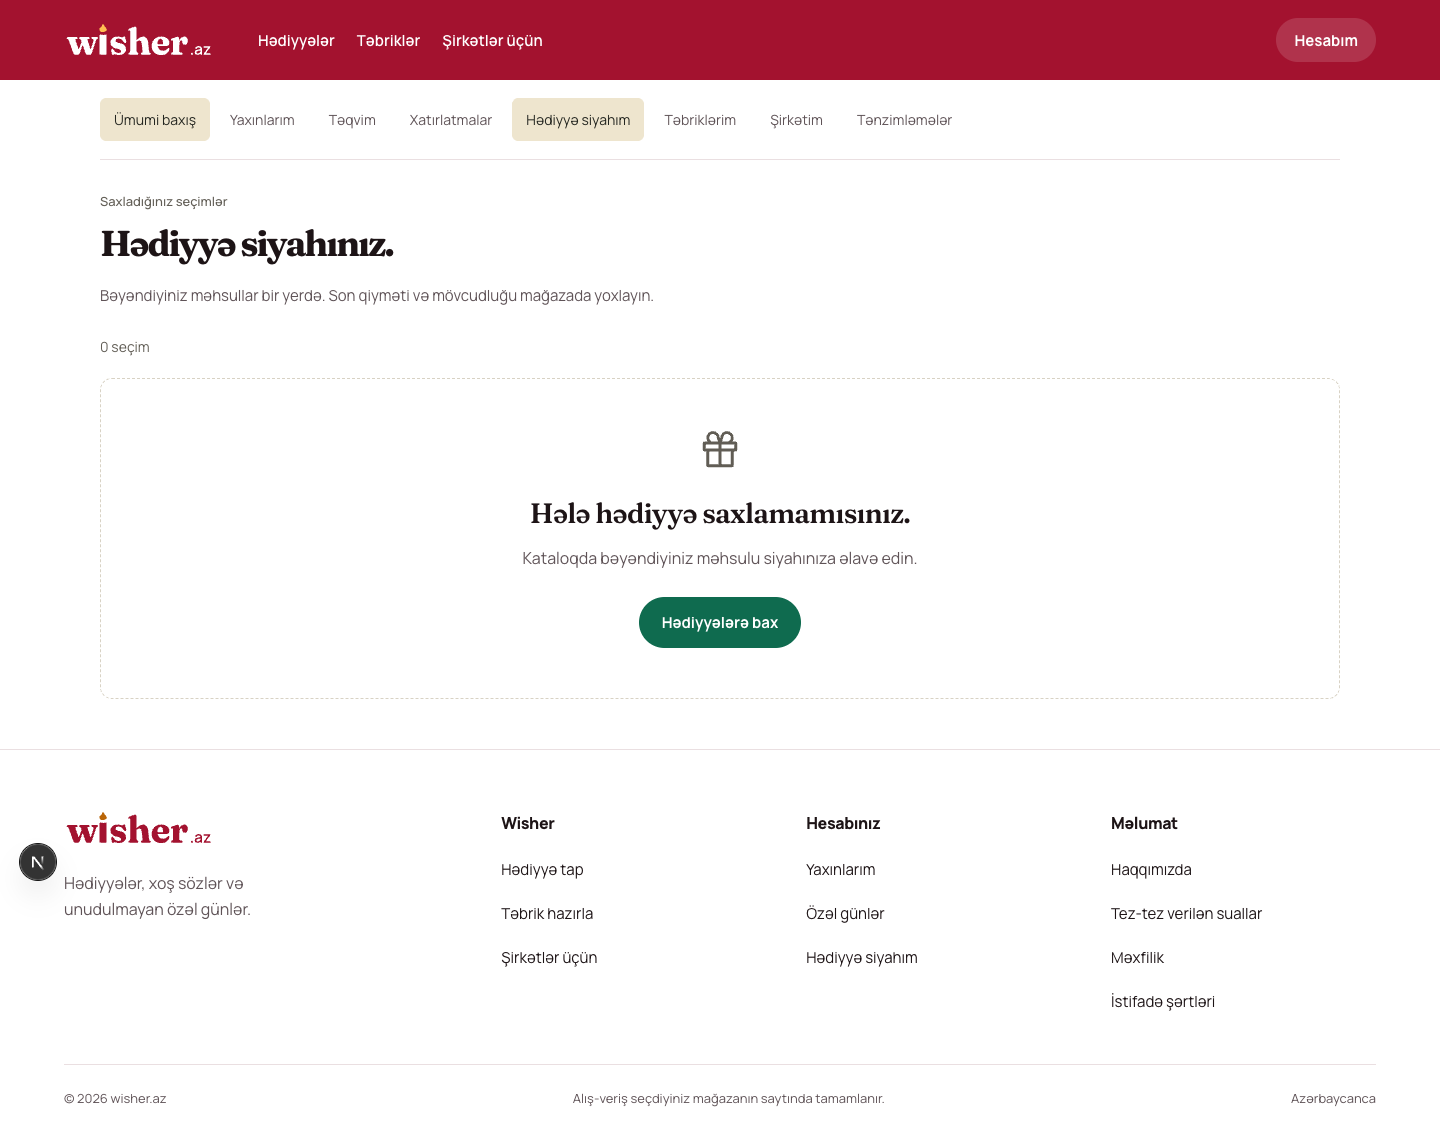 wisher.az
Hədiyyələr
Təbriklər
Şirkətlər üçün
Hesabım
Ümumi baxış
Yaxınlarım
Təqvim
Xatırlatmalar
Hədiyyə siyahım
Təbriklərim
Şirkətim
Tənzimləmələr
Saxladığınız seçimlər
Hədiyyə siyahınız.
Bəyəndiyiniz məhsullar bir yerdə. Son qiyməti və mövcudluğu mağazada yoxlayın.
0 seçim
Hələ hədiyyə saxlamamısınız.
Kataloqda bəyəndiyiniz məhsulu siyahınıza əlavə edin.
Hədiyyələrə bax
wisher.az
Hədiyyələr, xoş sözlər və
unudulmayan özəl günlər.
Wisher
Hədiyyə tap
Təbrik hazırla
Şirkətlər üçün
Hesabınız
Yaxınlarım
Özəl günlər
Hədiyyə siyahım
Məlumat
Haqqımızda
Tez-tez verilən suallar
Məxfilik
İstifadə şərtləri
N
© 2026 wisher.az
Alış-veriş seçdiyiniz mağazanın saytında tamamlanır.
Azərbaycanca